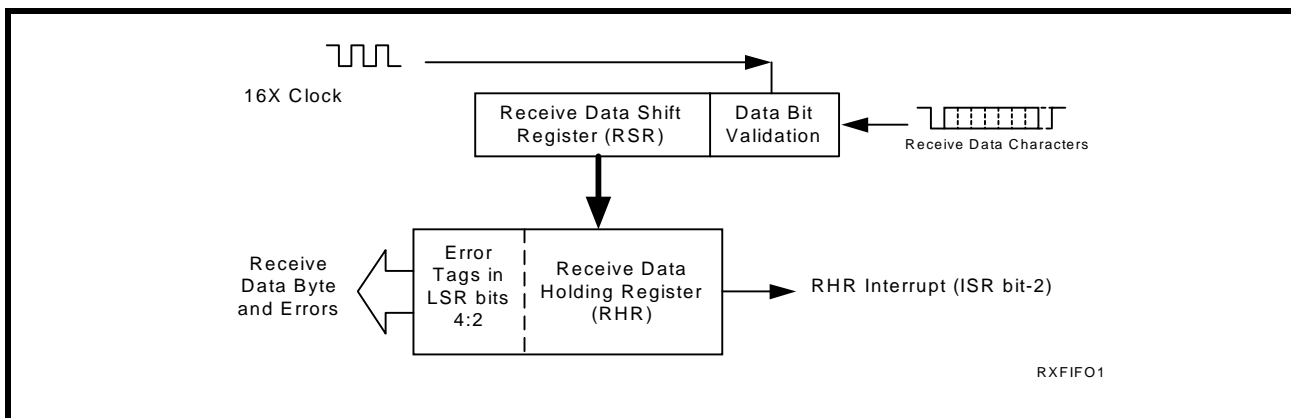 16X Clock
Receive Data Shift
Register (RSR)
Data Bit
Validation
Receive Data Characters
Receive
Data Byte
and Errors
Error
Tags in
LSR bits
4:2
Receive Data
Holding Register
(RHR)
RHR Interrupt (ISR bit-2)
RXFIFO1